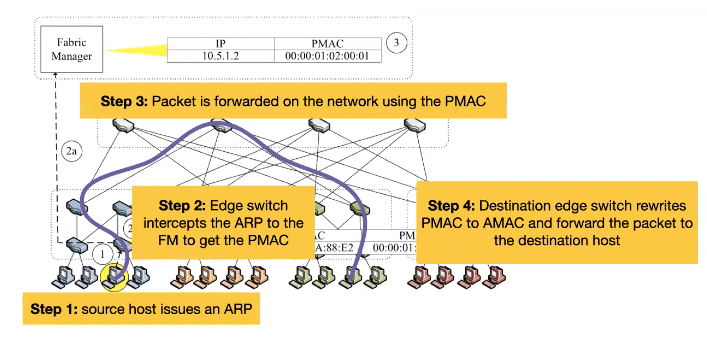 Fabric
Manager
IP PMAC
10.5.1.2 00:00:01:02:00:01
3
Step 3: Packet is forwarded on the network using the PMAC
2a
Step 2: Edge switch
intercepts the ARP to the
FM to get the PMAC
Step 4: Destination edge switch rewrites
PMAC to AMAC and forward the packet to
the destination host
2
1
A:88:E2 00:00:01:
Step 1: source host issues an ARP